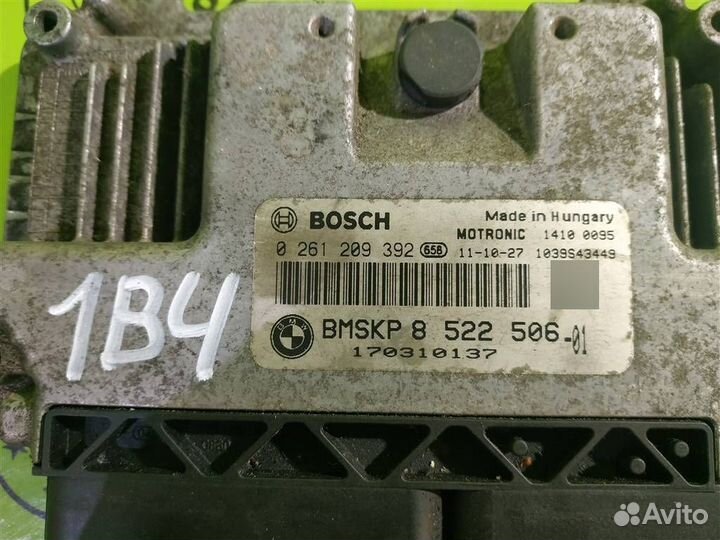 BOSCH
Made in Hungary
MOTRONIC 1410 0095
0 261 209 392 658 11-10-27 1039S43449
BMSKP 8 522 506-01
170310137
1B4
Avito